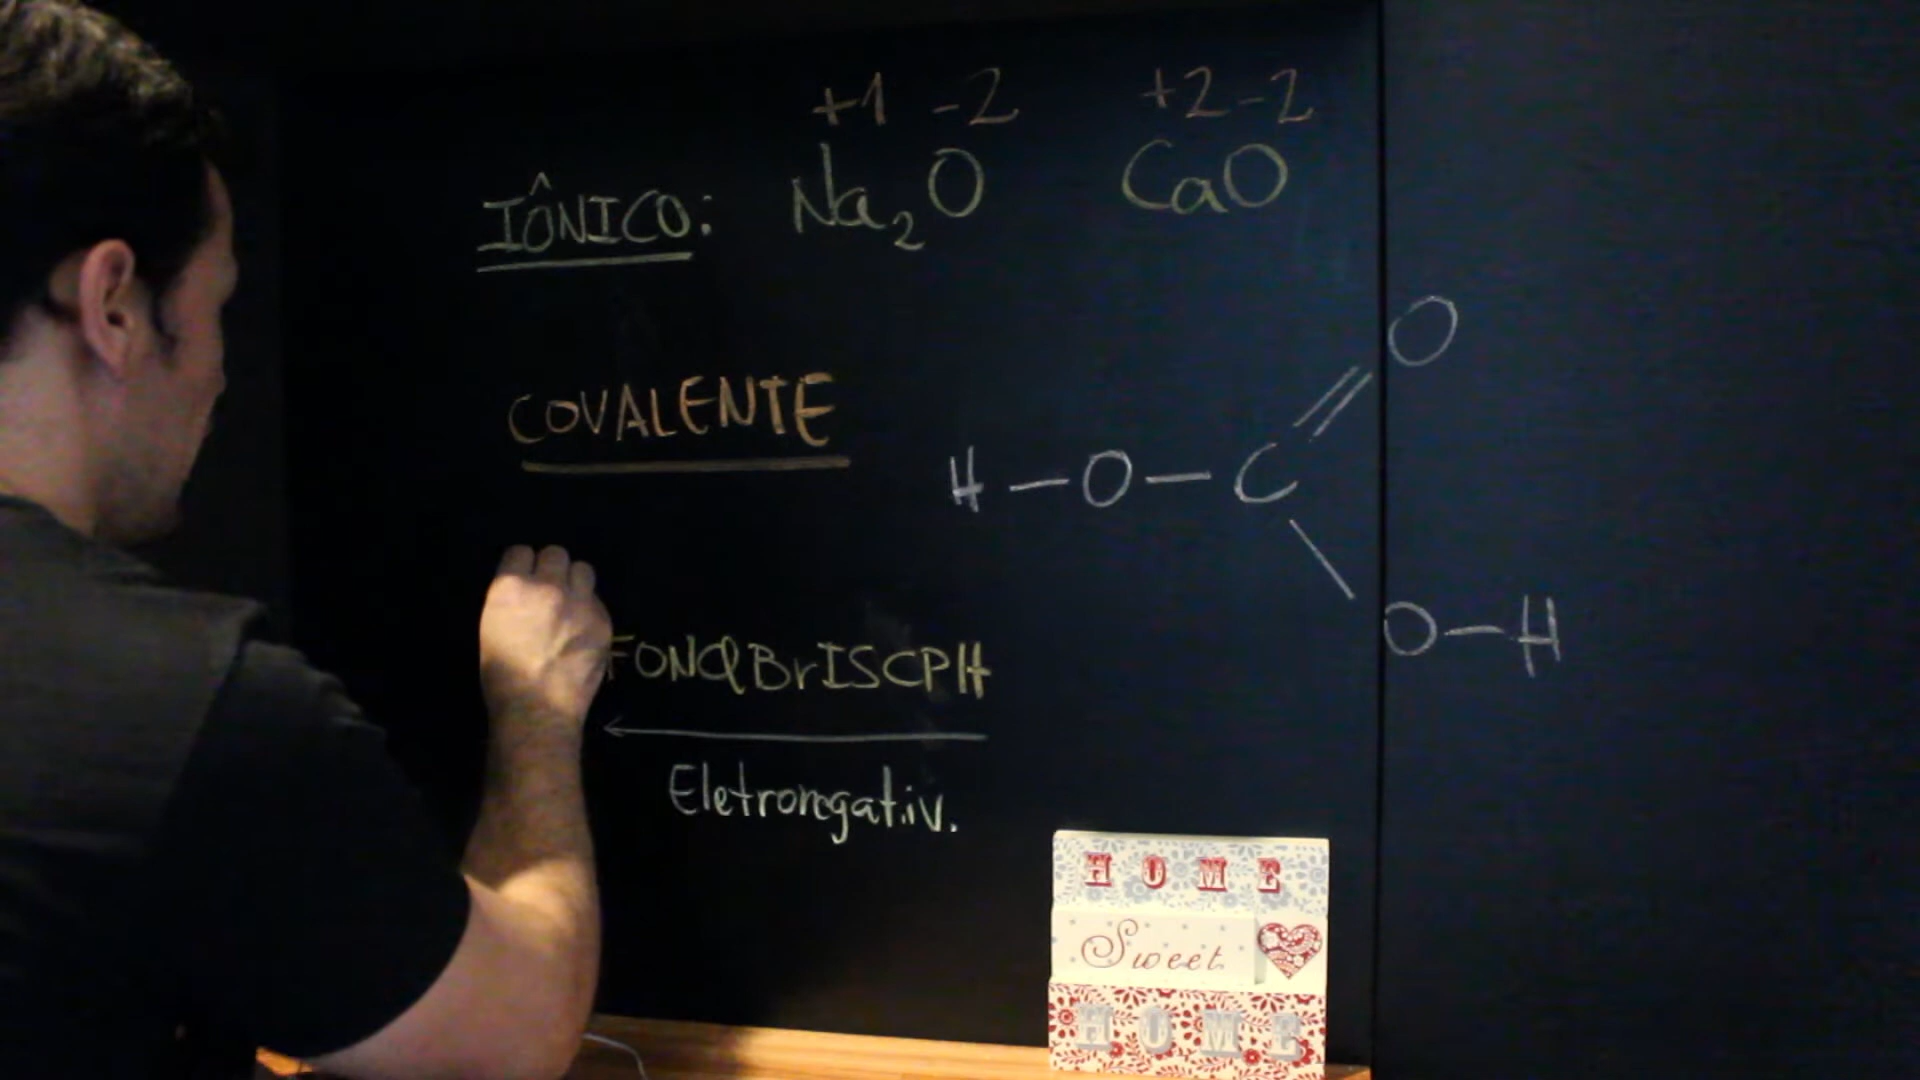 +1 -2 +2 -2
IÔNICO: Na₂O CaO
O
COVALENTE
H — O — C
FONClBrISCPH
O — H
Eletronegativ.
HOME
Sweet
HOME